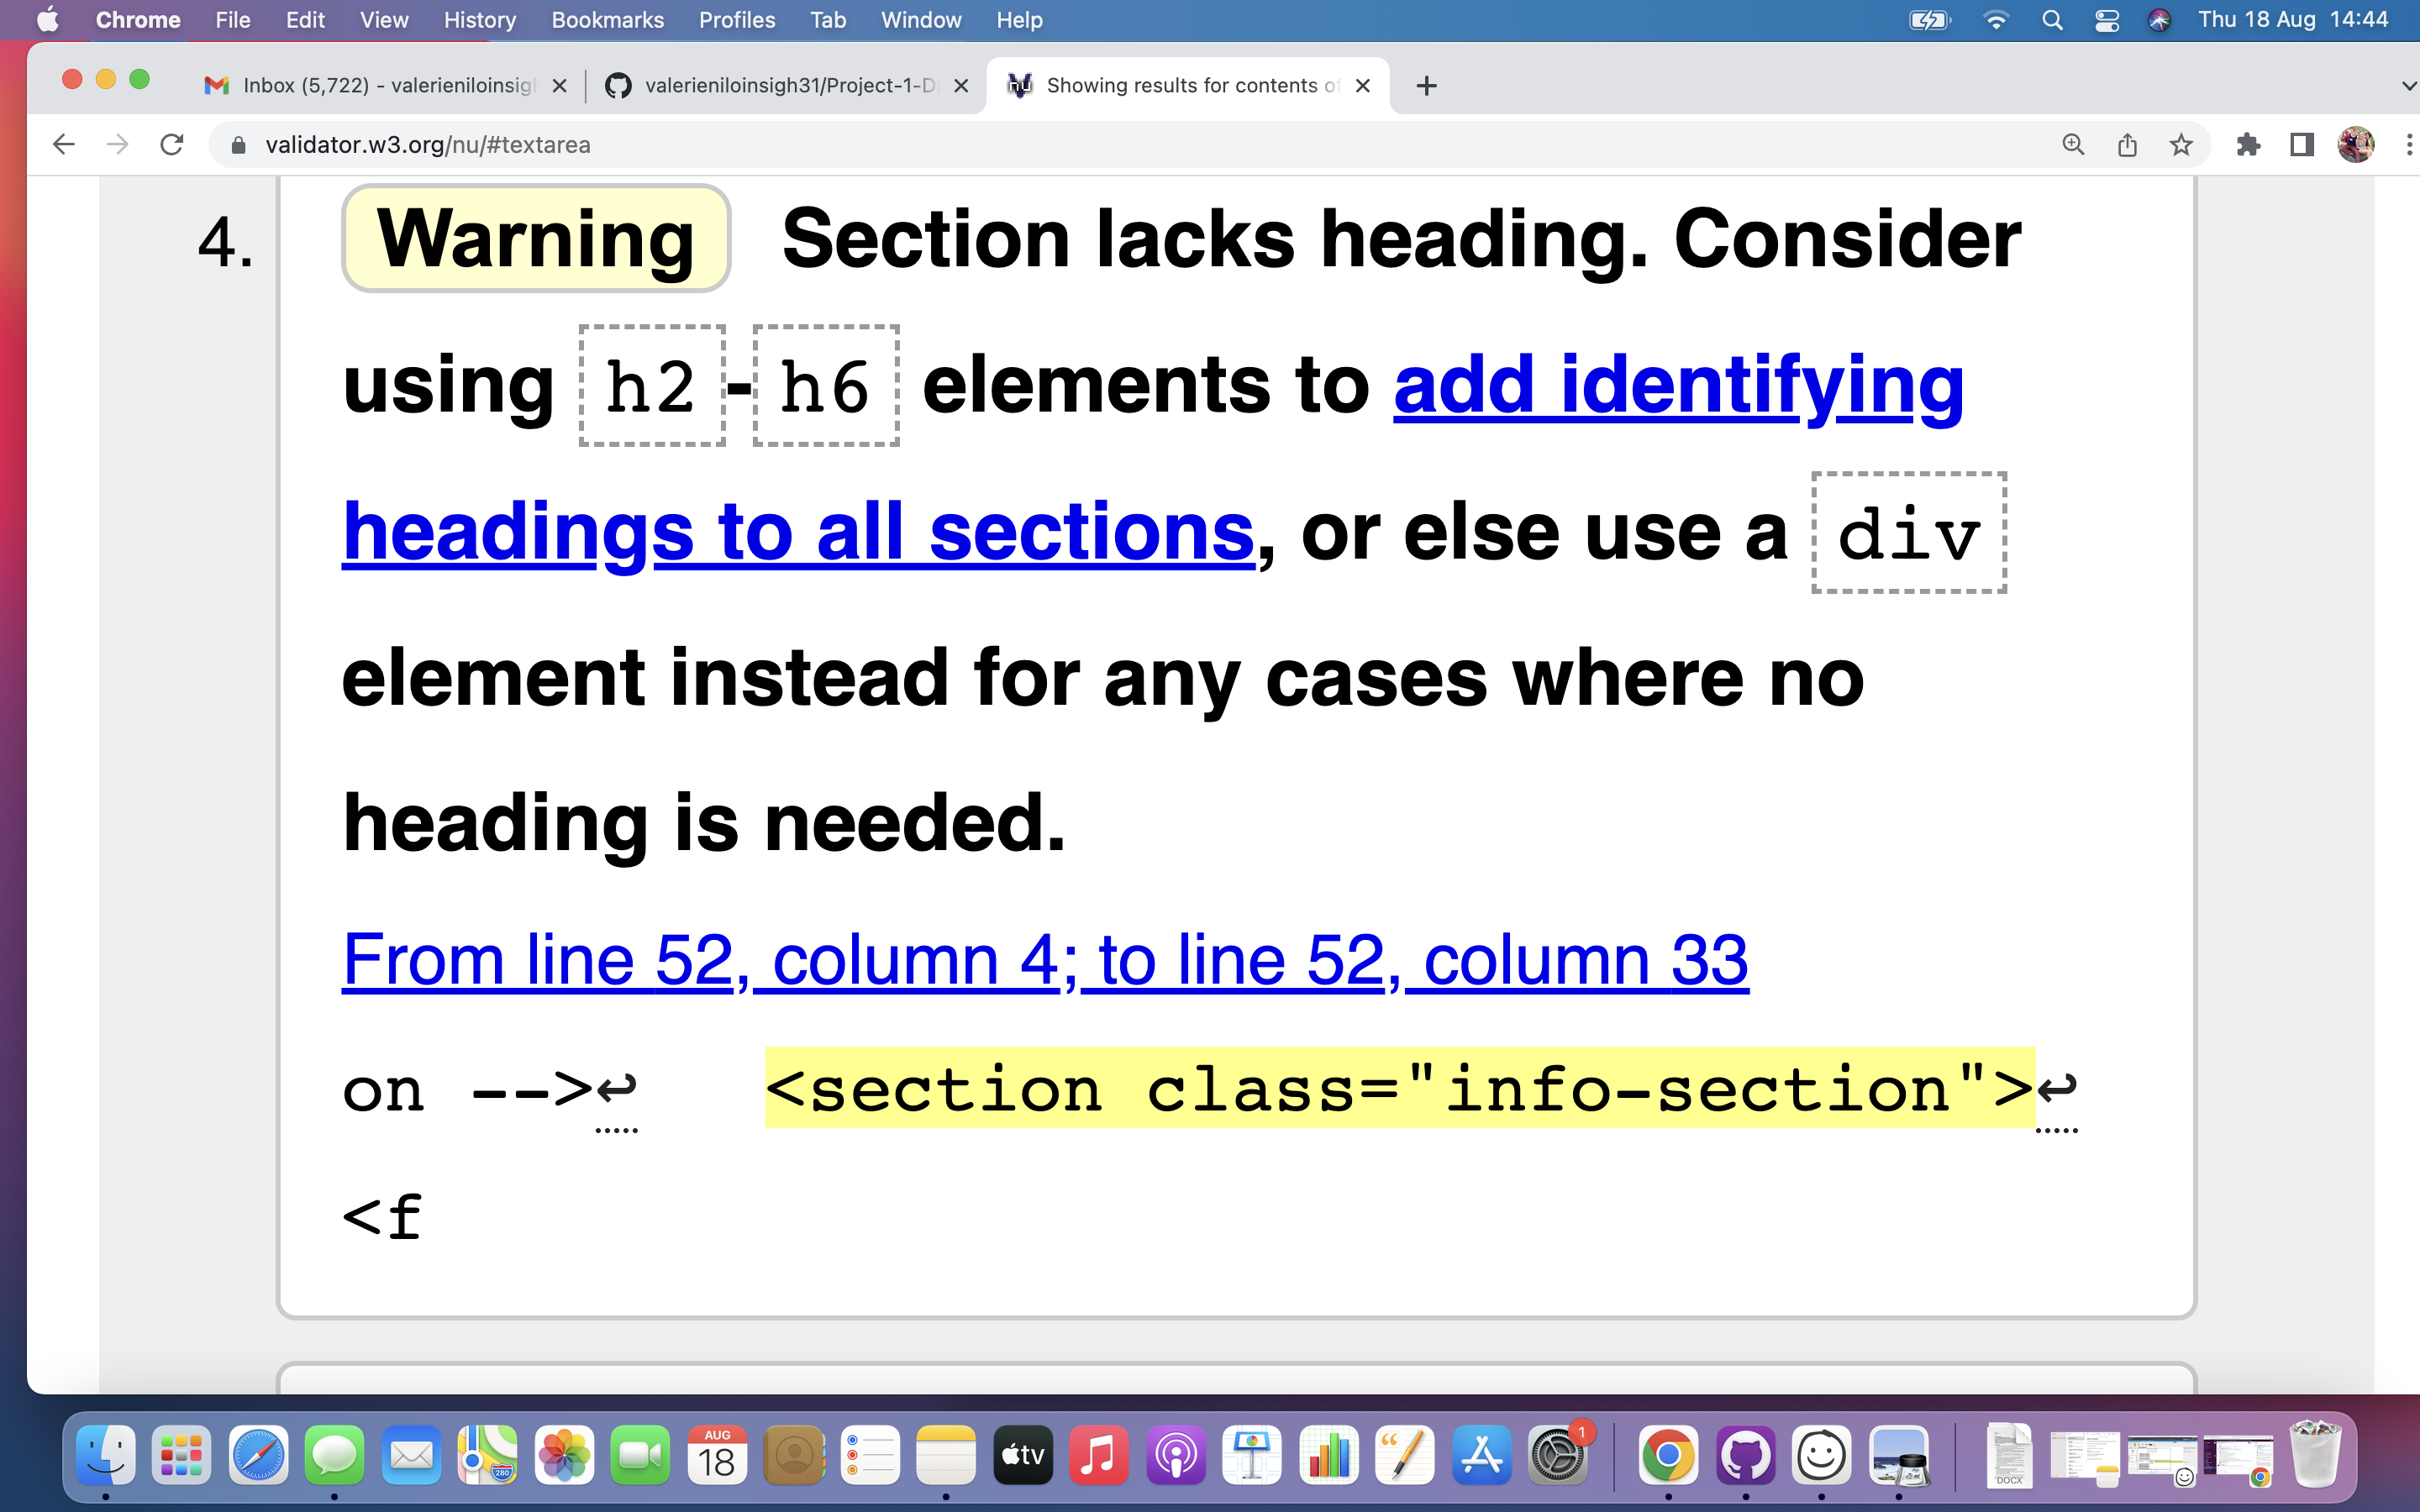 Chrome File Edit View History Bookmarks Profiles Tab Window Help Thu 18 Aug 14:44
Inbox (5,722) - valerieniloinsigh valerieniloinsigh31/Project-1-D Showing results for contents of
validator.w3.org/nu/#textarea
4. Warning Section lacks heading. Consider
using h2-h6 elements to add identifying
headings to all sections, or else use a div
element instead for any cases where no
heading is needed.
From line 52, column 4; to line 52, column 33
on -->↩ <section class="info-section">↩
<f
AUG
18
280
tv
1
DOCX